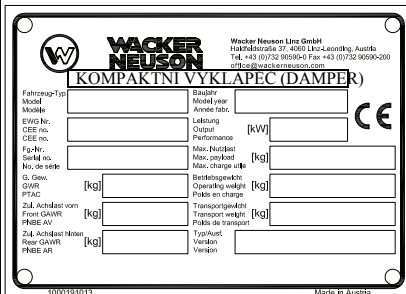 WACKER
NEUSON
Wacker Neuson Linz GmbH
Haidfeldstraße 37, 4060 Linz-Leonding, Austria
Tel. +43 (0)732 90590-0 Fax +43 (0)732 90590-200
office@wackerneuson.com
KOMPAKTNI VYKLAPEC (DAMPER)
Fahrzeug-Typ
Model
Modéle
Baujahr
Model year
Année fabr.
EWG Nr.
CEE no.
CEE no.
Leistung
Output
Performance
[kW]
Fg.-Nr.
Serial no.
No. de série
Max. Nutzlast
Max. payload
Max. charge utile
[kg]
G. Gew.
GWR
PTAC
[kg]
Betriebsgewicht
Operating weight
Poids en charge
[kg]
Zul. Achslast vorn
Front GAWR
PNBE AV
[kg]
Transportgewicht
Transport weight
Poids de transport
[kg]
Zul. Achslast hinten
Rear GAWR
PNBE AR
[kg]
Typ/Ausf.
Version
Version
CE
1000191013
Made in Austria